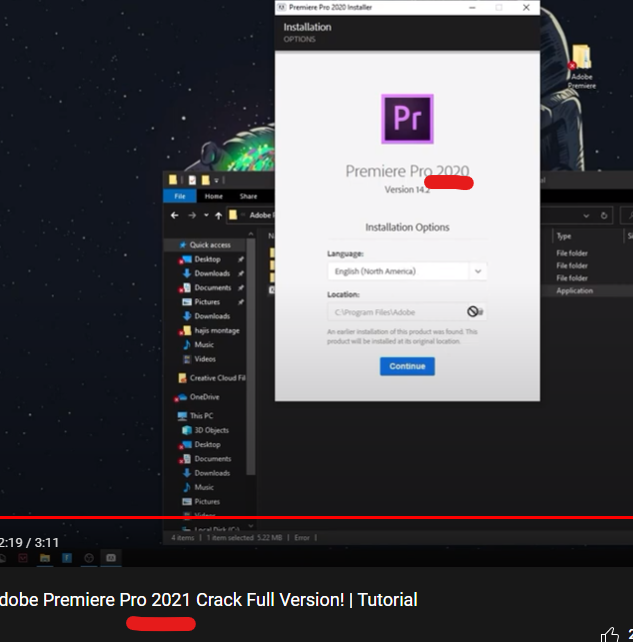 Premiere Pro 2020 Installer
Installation
OPTIONS
Adobe
Premiere
Pr
Premiere Pro 2020
Version 14.2
File
Home
Share
Adobe
Installation Options
Type
Quick access
Language:
File folder
Desktop
English (North America)
File folder
Downloads
File folder
Documents
Location:
Application
Pictures
C:\Program Files\Adobe
Downloads
hajis montage
An earlier installation of this product was found. This
product will be installed at its original location.
Music
Videos
Continue
Creative Cloud Fil
OneDrive
This PC
3D Objects
Desktop
Documents
Downloads
Music
Pictures
Videos
Local Disk (C:)
4 items
1 item selected 5.22 MB
Error
2:19 / 3:11
dobe Premiere Pro 2021 Crack Full Version! | Tutorial